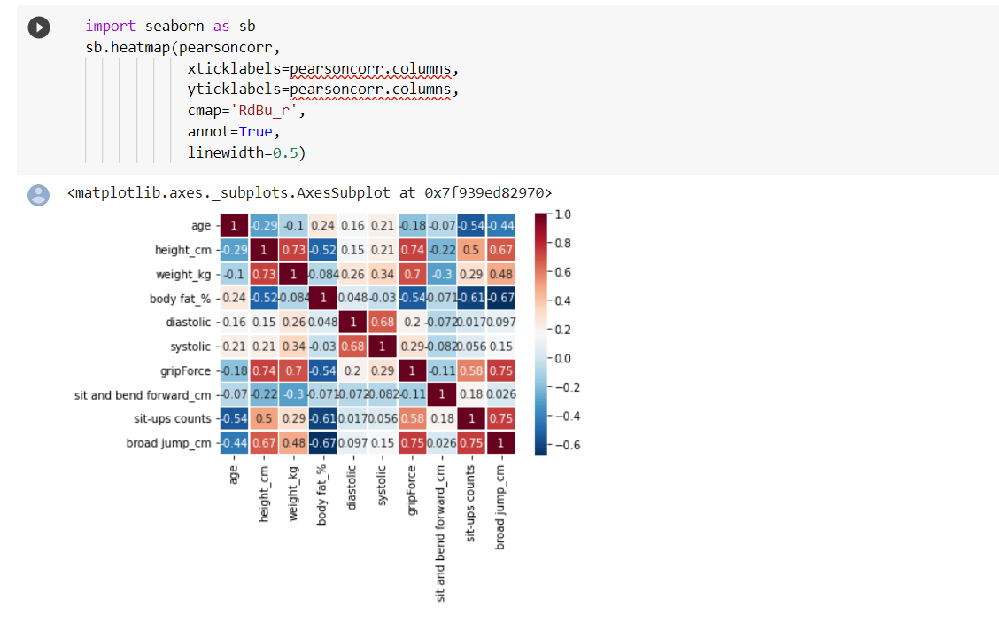 import seaborn as sb
sb.heatmap(pearsoncorr,
xticklabels=pearsoncorr.columns,
yticklabels=pearsoncorr.columns,
cmap='RdBu_r',
annot=True,
linewidth=0.5)
<matplotlib.axes._subplots.AxesSubplot at 0x7f939ed82970>
age 1 -0.29 -0.1 0.24 0.16 0.21 -0.18 -0.07 -0.54 -0.44
height_cm -0.29 1 0.73 -0.52 0.15 0.21 0.74 -0.22 0.5 0.67
weight_kg -0.1 0.73 1 -0.084 0.26 0.34 0.7 -0.3 0.29 0.48
body fat_% 0.24 -0.52 -0.084 1 0.048 -0.03 -0.54 -0.071 -0.61 -0.67
diastolic 0.16 0.15 0.26 0.048 1 0.68 0.2 -0.072 0.017 0.097
systolic 0.21 0.21 0.34 -0.03 0.68 1 0.29 -0.082 0.056 0.15
gripForce -0.18 0.74 0.7 -0.54 0.2 0.29 1 -0.11 0.58 0.75
sit and bend forward_cm -0.07 -0.22 -0.3 -0.071 -0.072 -0.082 -0.11 1 0.18 0.026
sit-ups counts -0.54 0.5 0.29 -0.61 0.017 0.056 0.58 0.18 1 0.75
broad jump_cm -0.44 0.67 0.48 -0.67 0.097 0.15 0.75 0.026 0.75 1
age
height_cm
weight_kg
body fat_%
diastolic
systolic
gripForce
sit and bend forward_cm
sit-ups counts
broad jump_cm
1.0
0.8
0.6
0.4
0.2
0.0
−0.2
−0.4
−0.6